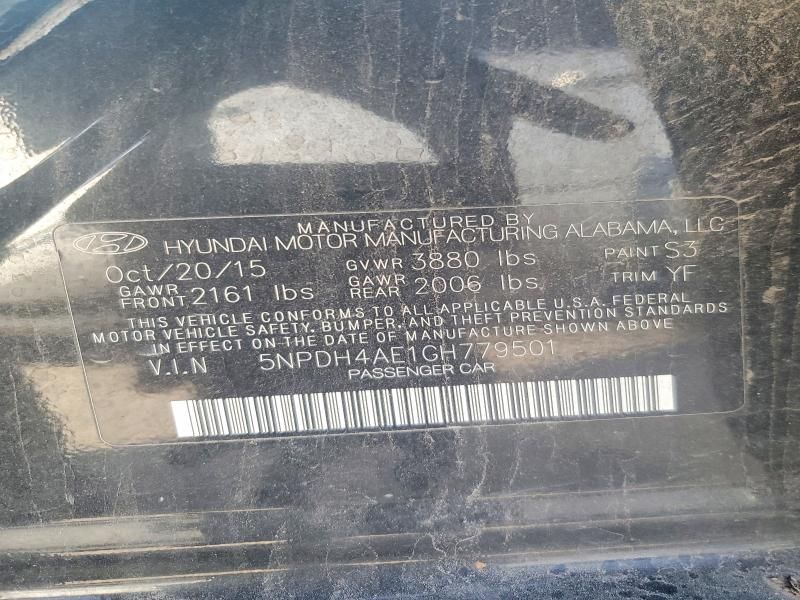 MANUFACTURED BY
HYUNDAI MOTOR MANUFACTURING ALABAMA, LLC
Oct/20/15 GVWR 3880 lbs PAINT S3
GAWR FRONT 2161 lbs GAWR REAR 2006 lbs. TRIM YF
THIS VEHICLE CONFORMS TO ALL APPLICABLE U.S.A. FEDERAL
MOTOR VEHICLE SAFETY, BUMPER, AND THEFT PREVENTION STANDARDS
IN EFFECT ON THE DATE OF MANUFACTURE SHOWN ABOVE
V.I.N 5NPDH4AE1GH779501
PASSENGER CAR